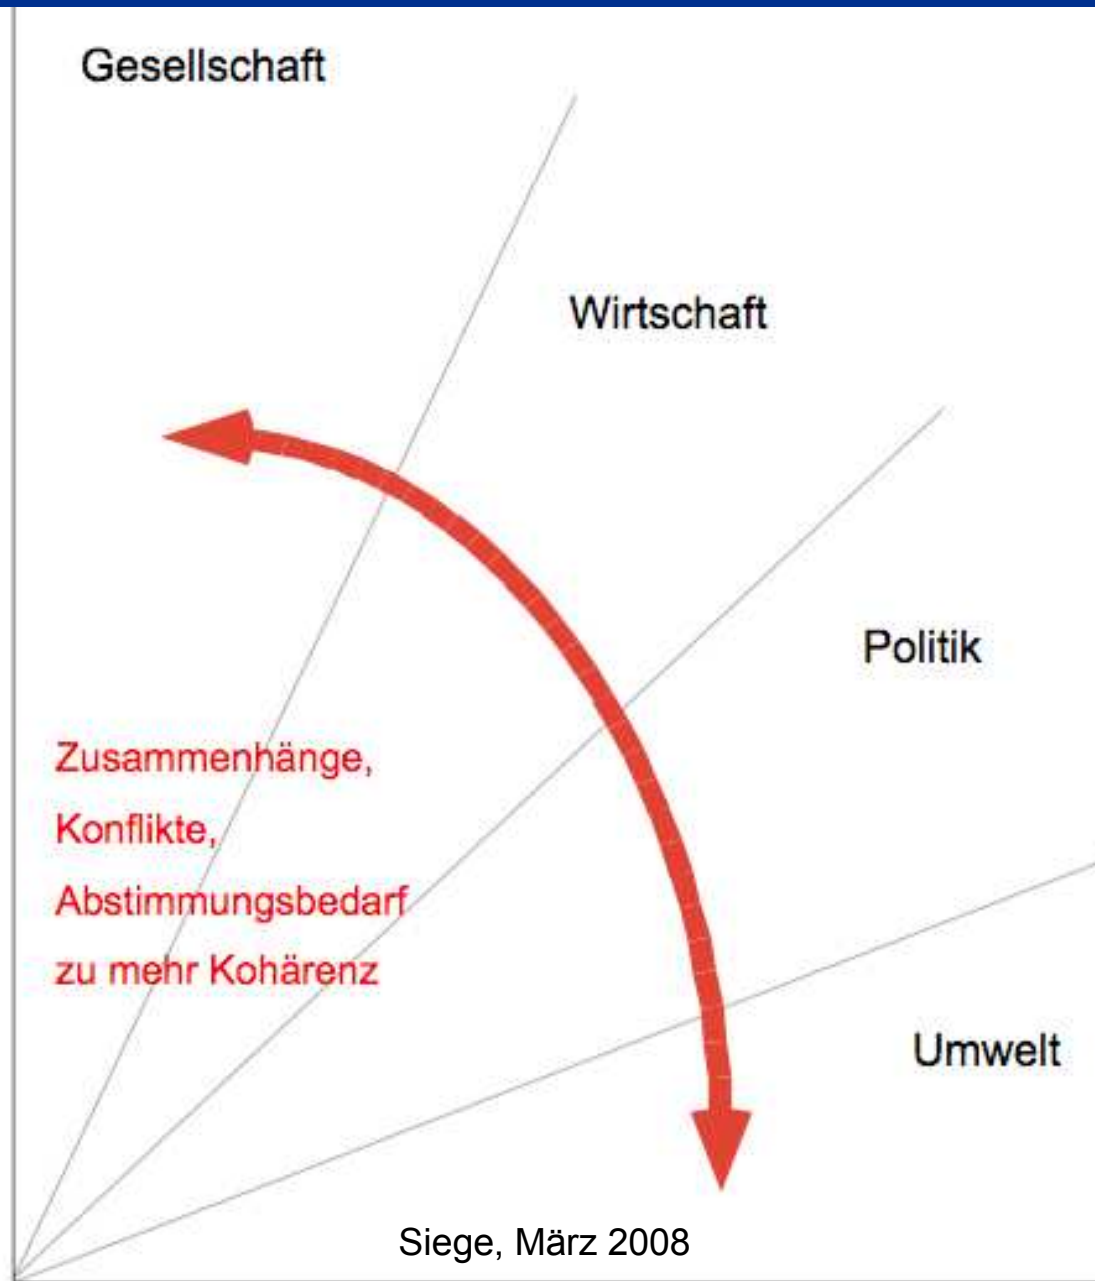 Gesellschaft
Wirtschaft
Politik
Zusammenhänge,
Konflikte,
Abstimmungsbedarf
zu mehr Kohärenz
Umwelt
Siege, März 2008